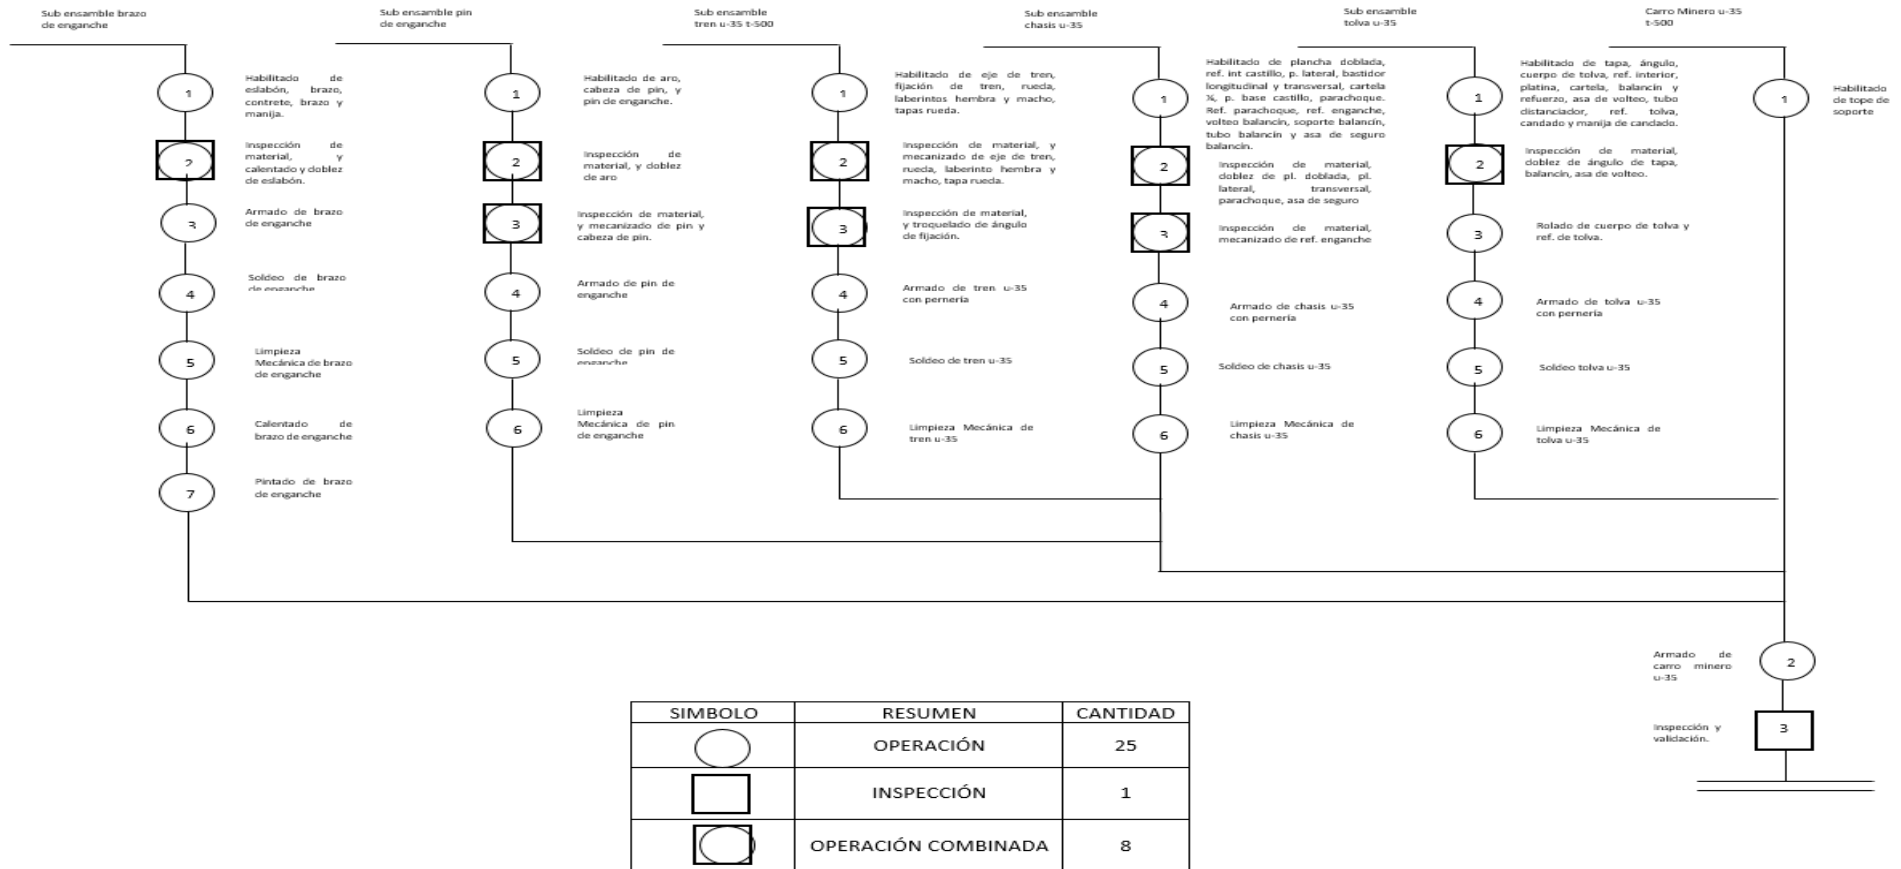 Sub ensamble brazo
de enganche
1
Habilitado de
eslabón, brazo,
contrete, brazo y
manija.
2
Inspección de
material, y
calentado y doblez
de eslabón.
3
Armado de brazo
de enganche
4
Soldeo de brazo
de enganche
5
Limpieza
Mecánica de brazo
de enganche
6
Calentado de
brazo de enganche
7
Pintado de brazo
de enganche
Sub ensamble pin
de enganche
1
Habilitado de aro,
cabeza de pin, y
pin de enganche.
2
Inspección de
material, y doblez
de aro
3
Inspección de material,
y mecanizado de pin y
cabeza de pin.
4
Armado de pin de
enganche
5
Soldeo de pin de
enganche
6
Limpieza
Mecánica de pin
de enganche
Sub ensamble
tren u-35 t-500
1
Habilitado de eje de tren,
fijación de tren, rueda,
laberintos hembra y macho,
tapas rueda.
2
Inspección de material, y
mecanizado de eje de tren,
rueda, laberinto hembra y
macho, tapa rueda.
3
Inspección de material,
y troquelado de ángulo
de fijación.
4
Armado de tren u-35
con pernería
5
Soldeo de tren u-35
6
Limpieza Mecánica de
tren u-35
Sub ensamble
chasis u-35
1
Habilitado de plancha doblada,
ref. int castillo, p. lateral, bastidor
longitudinal y transversal, cartela
¾, p. base castillo, parachoque.
Ref. parachoque, ref. enganche,
volteo balancín, soporte balancín,
tubo balancín y asa de seguro
balancín.
2
Inspección de material,
doblez de pl. doblada, pl.
lateral, transversal,
parachoque, asa de seguro
3
Inspección de material,
mecanizado de ref. enganche
4
Armado de chasis u-35
con pernería
5
Soldeo de chasis u-35
6
Limpieza Mecánica de
chasis u-35
Sub ensamble
tolva u-35
1
Habilitado de tapa, ángulo,
cuerpo de tolva, ref. interior,
platina, cartela, balancín y
refuerzo, asa de volteo, tubo
distanciador, ref. tolva,
candado y manija de candado.
2
Inspección de material,
doblez de ángulo de tapa,
balancín, asa de volteo.
3
Rolado de cuerpo de tolva y
ref. de tolva.
4
Armado de tolva u-35
con pernería
5
Soldeo tolva u-35
6
Limpieza Mecánica de
tolva u-35
Carro Minero u-35
t-500
1
Habilitado
de tope de
soporte
Armado de
carro minero
u-35
2
Inspección y
validación.
3
SIMBOLO RESUMEN CANTIDAD
OPERACIÓN 25
INSPECCIÓN 1
OPERACIÓN COMBINADA 8